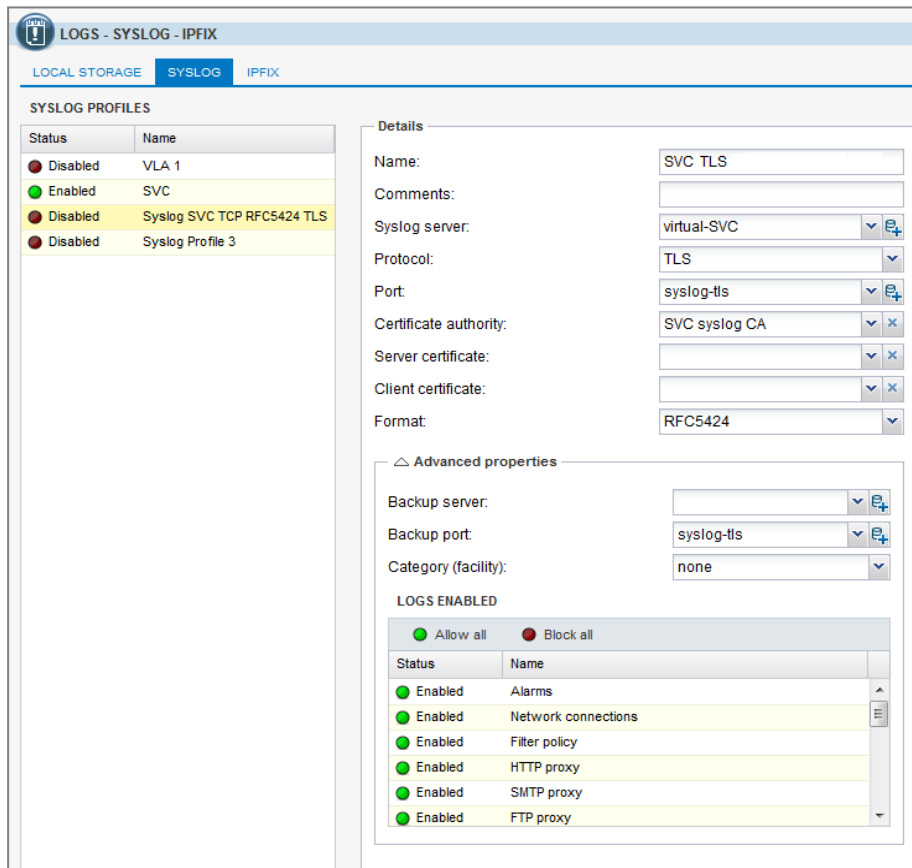 LOGS - SYSLOG - IPFIX
LOCAL STORAGE SYSLOG IPFIX
SYSLOG PROFILES
Status Name
Disabled VLA 1
Enabled SVC
Disabled Syslog SVC TCP RFC5424 TLS
Disabled Syslog Profile 3
Details
Name: SVC TLS
Comments:
Syslog server: virtual-SVC
Protocol: TLS
Port: syslog-tls
Certificate authority: SVC syslog CA
Server certificate:
Client certificate:
Format: RFC5424
Advanced properties
Backup server:
Backup port: syslog-tls
Category (facility): none
LOGS ENABLED
Allow all Block all
Status Name
Enabled Alarms
Enabled Network connections
Enabled Filter policy
Enabled HTTP proxy
Enabled SMTP proxy
Enabled FTP proxy